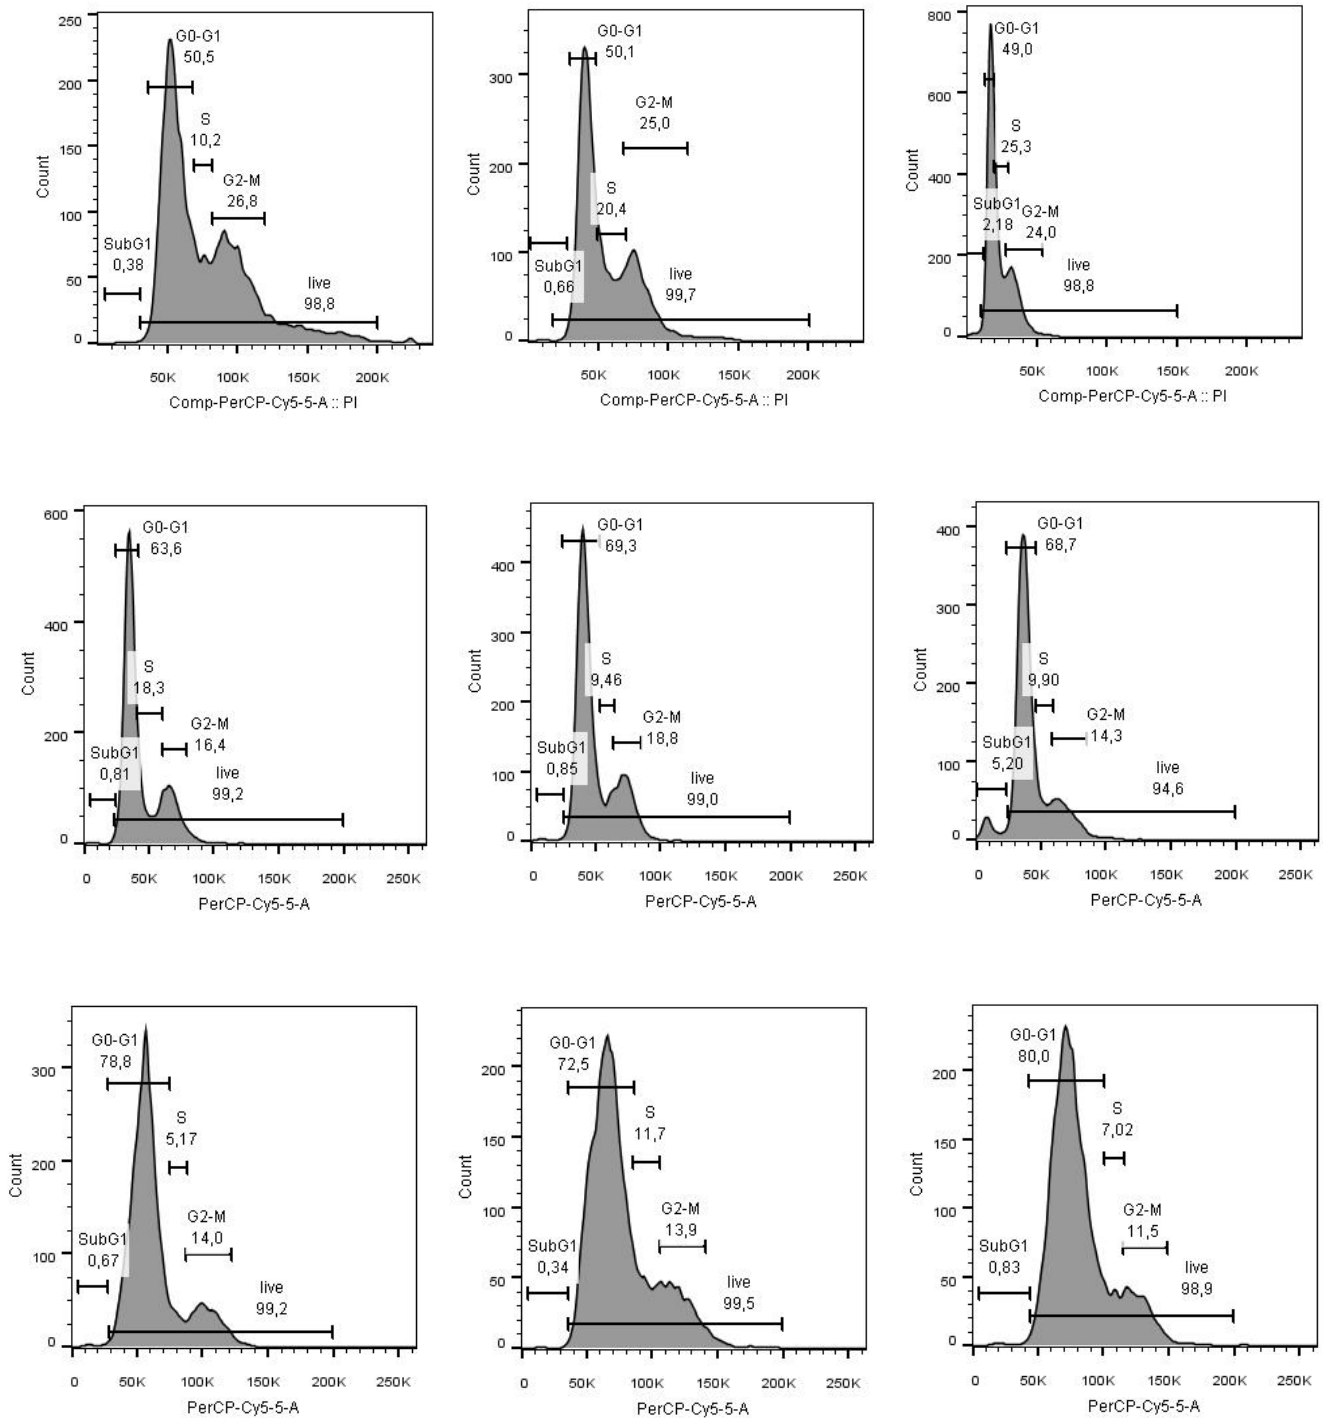 250
200
150
100
50
0
Count
G0-G1
50,5
S
10,2
G2-M
26,8
SubG1
0,38
live
98,8
50K 100K 150K 200K
Comp-PerCP-Cy5-5-A :: PI
300
200
100
0
Count
G0-G1
50,1
G2-M
25,0
S
20,4
SubG1
0,66
live
99,7
50K 100K 150K 200K
Comp-PerCP-Cy5-5-A :: PI
800
600
400
200
0
Count
G0-G1
49,0
S
25,3
SubG1
2,18
G2-M
24,0
live
98,8
50K 100K 150K 200K
Comp-PerCP-Cy5-5-A :: PI
600
400
200
0
Count
G0-G1
63,6
S
18,3
G2-M
16,4
SubG1
0,81
live
99,2
0 50K 100K 150K 200K 250K
PerCP-Cy5-5-A
400
300
200
100
0
Count
G0-G1
69,3
S
9,46
G2-M
18,8
SubG1
0,85
live
99,0
0 50K 100K 150K 200K 250K
PerCP-Cy5-5-A
400
300
200
100
0
Count
G0-G1
68,7
S
9,90
G2-M
14,3
SubG1
5,20
live
94,6
0 50K 100K 150K 200K 250K
PerCP-Cy5-5-A
300
200
100
0
Count
G0-G1
78,8
S
5,17
G2-M
14,0
SubG1
0,67
live
99,2
0 50K 100K 150K 200K 250K
PerCP-Cy5-5-A
200
150
100
50
0
Count
G0-G1
72,5
S
11,7
G2-M
13,9
SubG1
0,34
live
99,5
0 50K 100K 150K 200K 250K
PerCP-Cy5-5-A
200
150
100
50
0
Count
G0-G1
80,0
S
7,02
G2-M
11,5
SubG1
0,83
live
98,9
0 50K 100K 150K 200K 250K
PerCP-Cy5-5-A